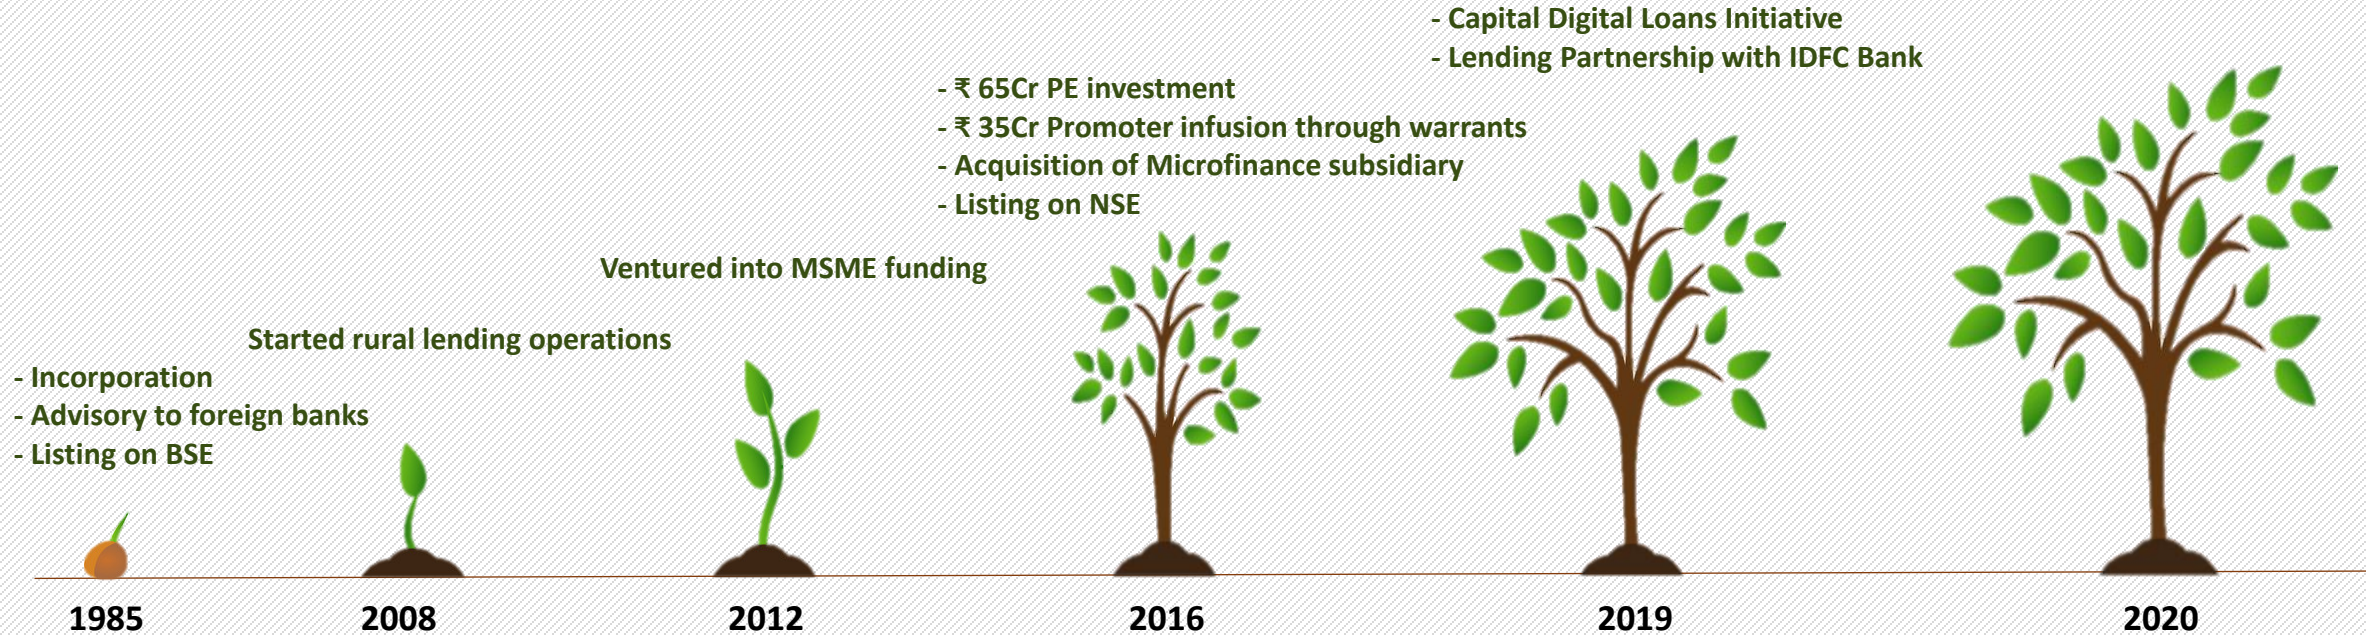 - Capital Digital Loans Initiative
- Lending Partnership with IDFC Bank
- ₹ 65Cr PE investment
- ₹ 35Cr Promoter infusion through warrants
- Acquisition of Microfinance subsidiary
- Listing on NSE
Ventured into MSME funding
Started rural lending operations
- Incorporation
- Advisory to foreign banks
- Listing on BSE
1985
2008
2012
2016
2019
2020